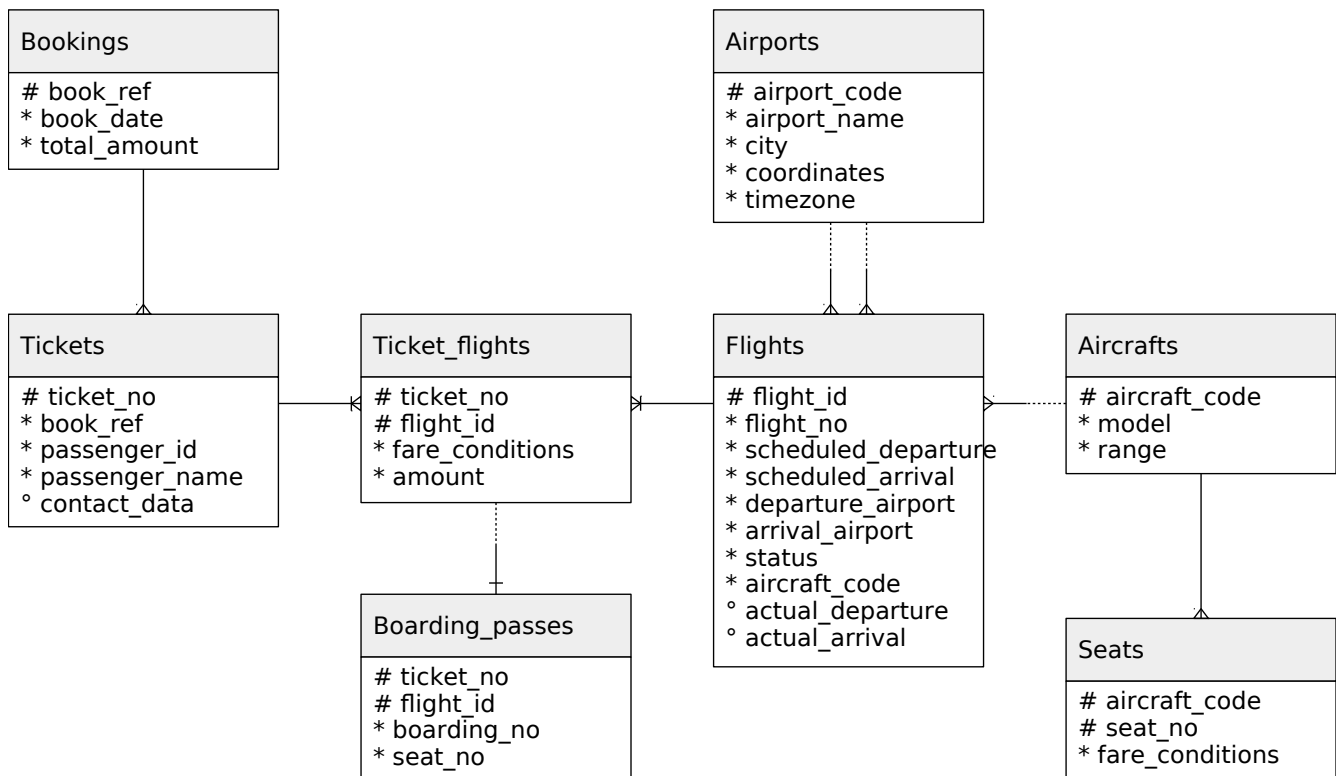 Bookings
# book_ref
* book_date
* total_amount
Airports
# airport_code
* airport_name
* city
* coordinates
* timezone
Tickets
# ticket_no
* book_ref
* passenger_id
* passenger_name
° contact_data
Ticket_flights
# ticket_no
# flight_id
* fare_conditions
* amount
Flights
# flight_id
* flight_no
* scheduled_departure
* scheduled_arrival
* departure_airport
* arrival_airport
* status
* aircraft_code
° actual_departure
° actual_arrival
Aircrafts
# aircraft_code
* model
* range
Boarding_passes
# ticket_no
# flight_id
* boarding_no
* seat_no
Seats
# aircraft_code
# seat_no
* fare_conditions